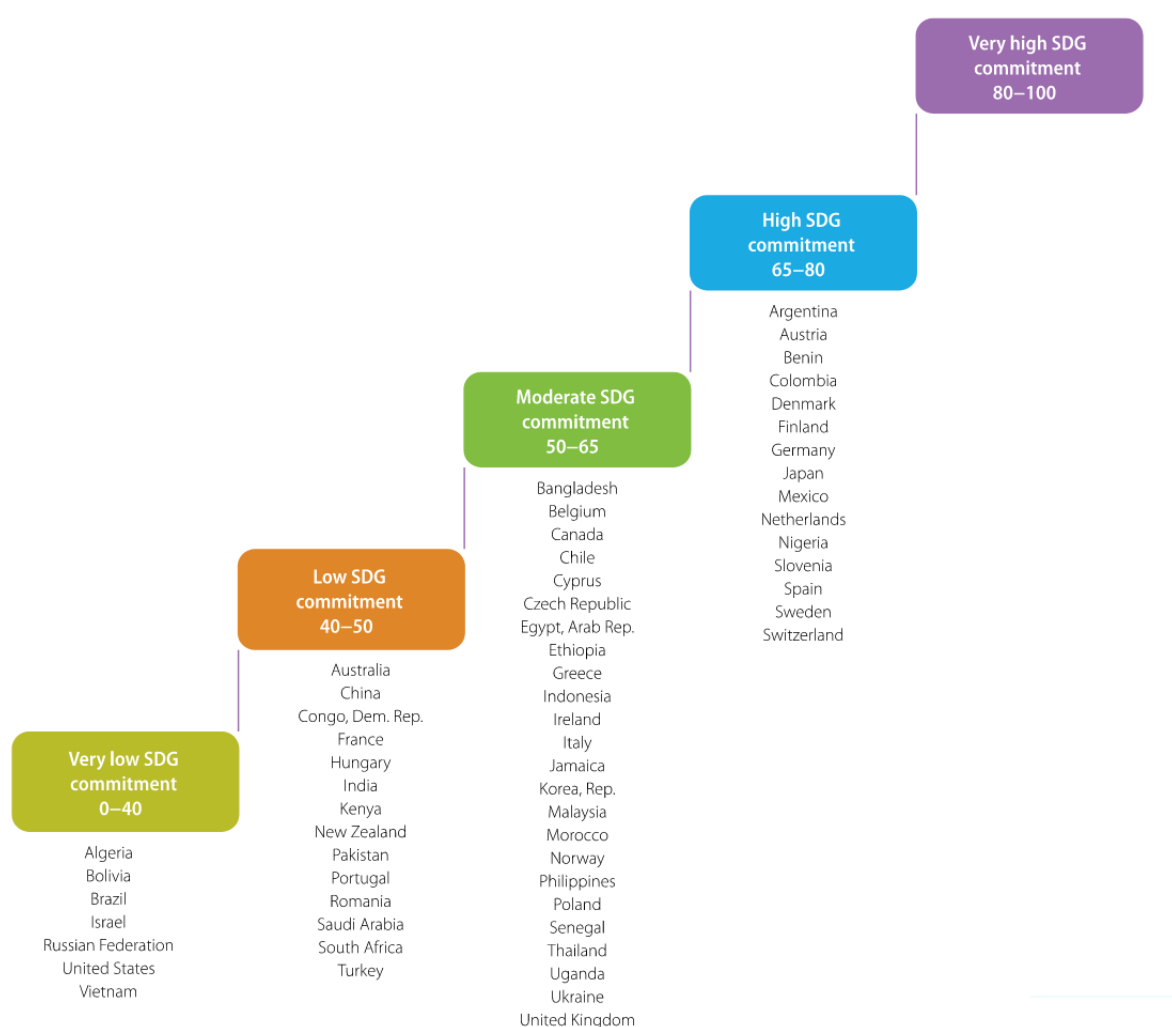 Very high SDG
commitment
80–100
High SDG
commitment
65–80
Argentina
Austria
Benin
Colombia
Denmark
Finland
Germany
Japan
Mexico
Netherlands
Nigeria
Slovenia
Spain
Sweden
Switzerland
Moderate SDG
commitment
50–65
Bangladesh
Belgium
Canada
Chile
Cyprus
Czech Republic
Egypt, Arab Rep.
Ethiopia
Greece
Indonesia
Ireland
Italy
Jamaica
Korea, Rep.
Malaysia
Morocco
Norway
Philippines
Poland
Senegal
Thailand
Uganda
Ukraine
United Kingdom
Low SDG
commitment
40–50
Australia
China
Congo, Dem. Rep.
France
Hungary
India
Kenya
New Zealand
Pakistan
Portugal
Romania
Saudi Arabia
South Africa
Turkey
Very low SDG
commitment
0–40
Algeria
Bolivia
Brazil
Israel
Russian Federation
United States
Vietnam